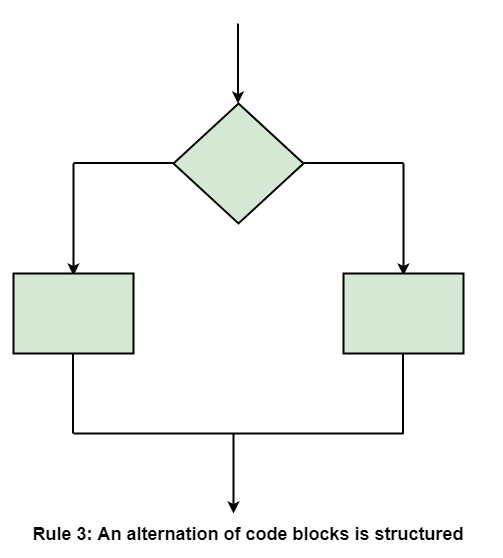 Rule 3: An alternation of code blocks is structured